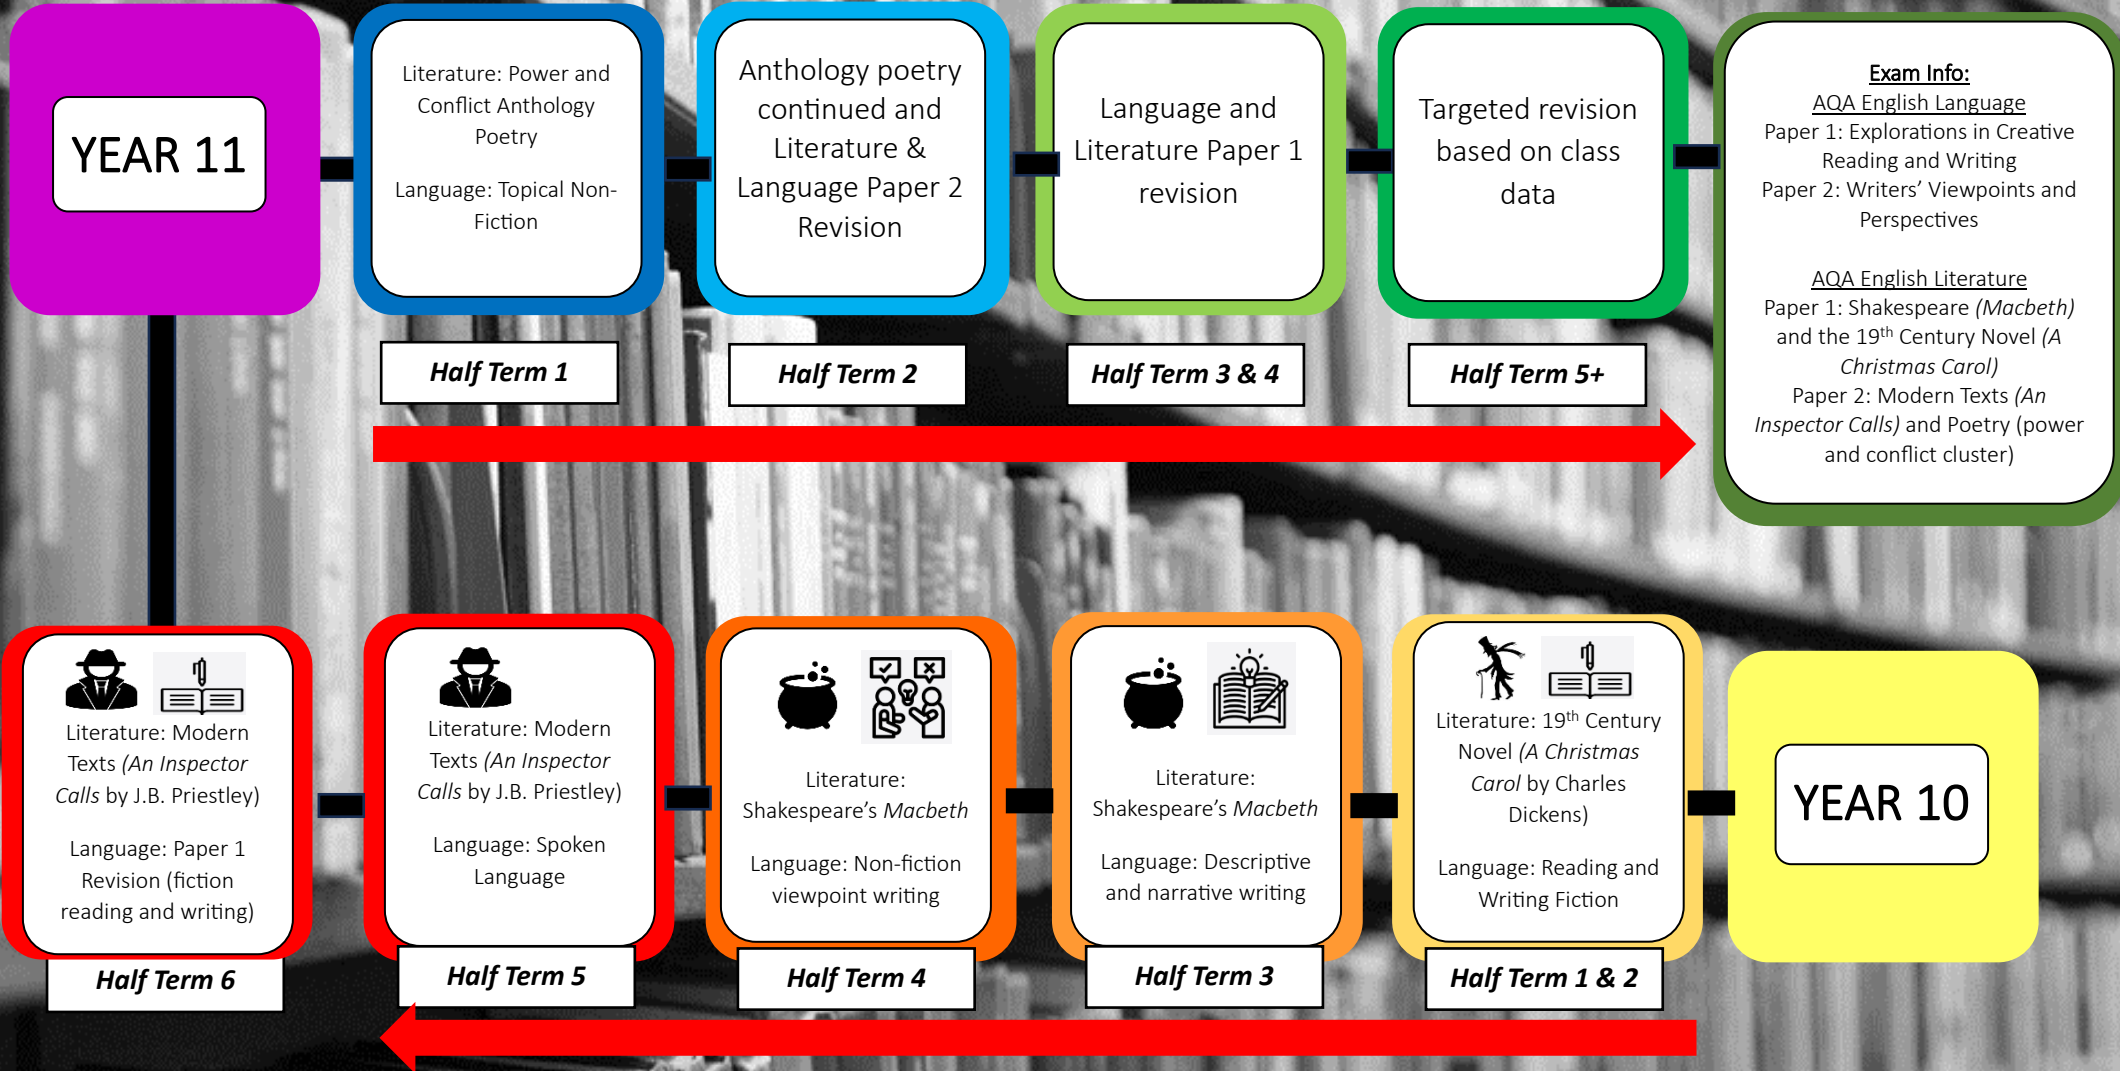 YEAR 11
Literature: Power and
Conflict Anthology
Poetry
Language: Topical Non-
Fiction
Half Term 1
Anthology poetry
continued and
Literature &
Language Paper 2
Revision
Half Term 2
Language and
Literature Paper 1
revision
Half Term 3 & 4
Targeted revision
based on class
data
Half Term 5+
Exam Info:
AQA English Language
Paper 1: Explorations in Creative
Reading and Writing
Paper 2: Writers’ Viewpoints and
Perspectives
AQA English Literature
Paper 1: Shakespeare (Macbeth)
and the 19th Century Novel (A
Christmas Carol)
Paper 2: Modern Texts (An
Inspector Calls) and Poetry (power
and conflict cluster)
YEAR 10
Literature: 19th Century
Novel (A Christmas
Carol by Charles
Dickens)
Language: Reading and
Writing Fiction
Half Term 1 & 2
Literature:
Shakespeare’s Macbeth
Language: Descriptive
and narrative writing
Half Term 3
Literature:
Shakespeare’s Macbeth
Language: Non-fiction
viewpoint writing
Half Term 4
Literature: Modern
Texts (An Inspector
Calls by J.B. Priestley)
Language: Spoken
Language
Half Term 5
Literature: Modern
Texts (An Inspector
Calls by J.B. Priestley)
Language: Paper 1
Revision (fiction
reading and writing)
Half Term 6